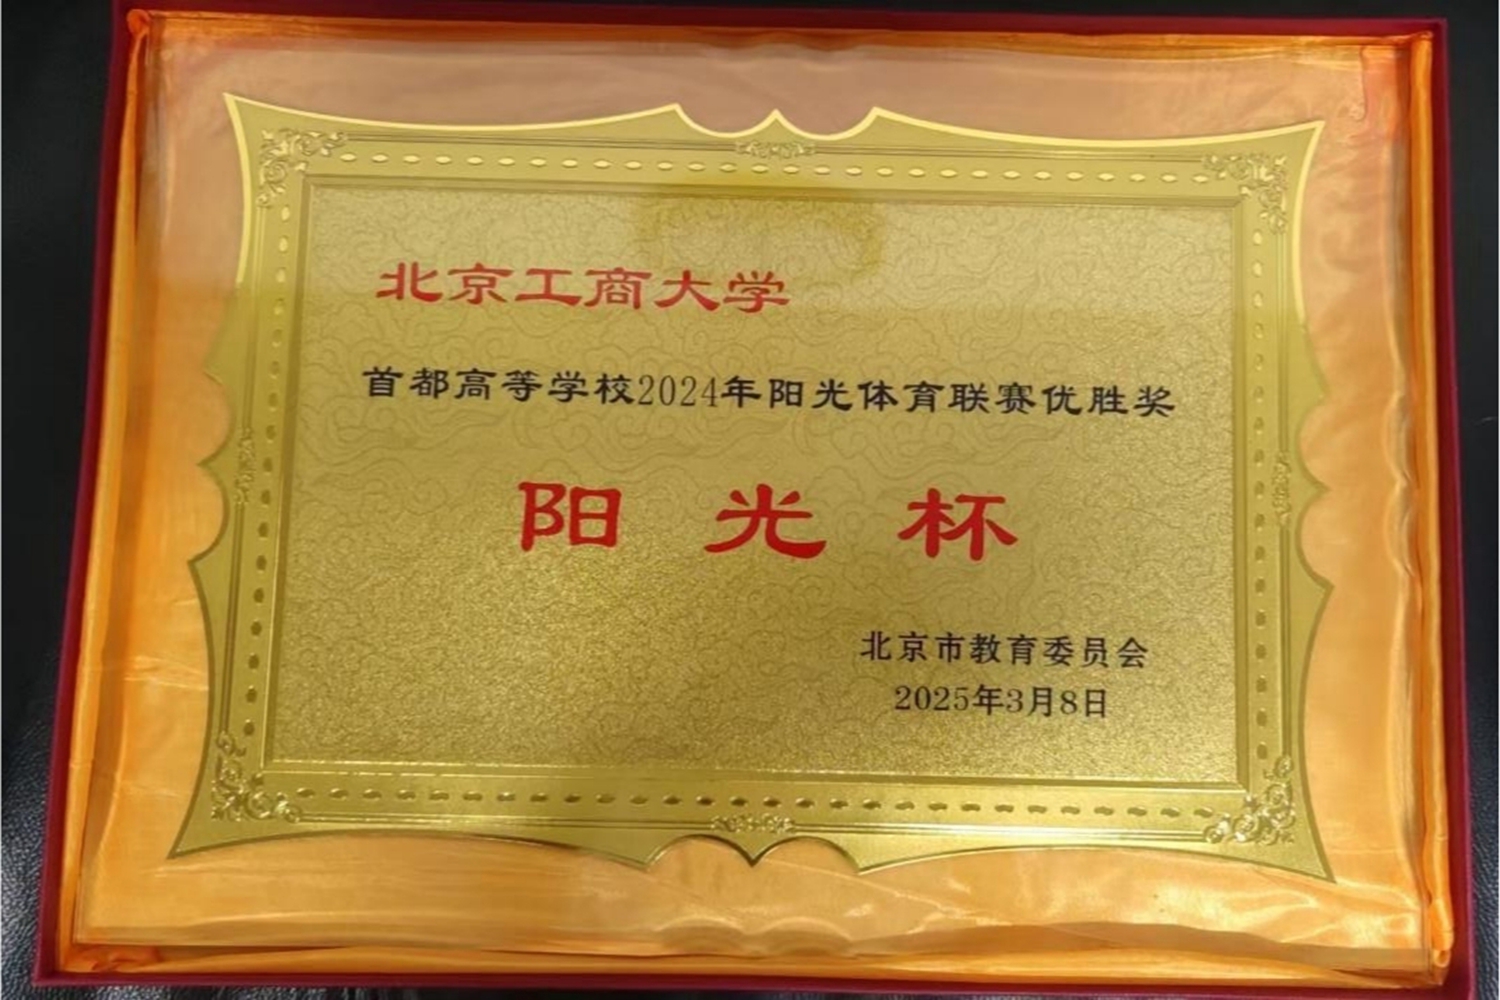 北京工商大学
首都高等学校2024年阳光体育联赛优胜奖
阳光杯
北京市教育委员会
2025年3月8日